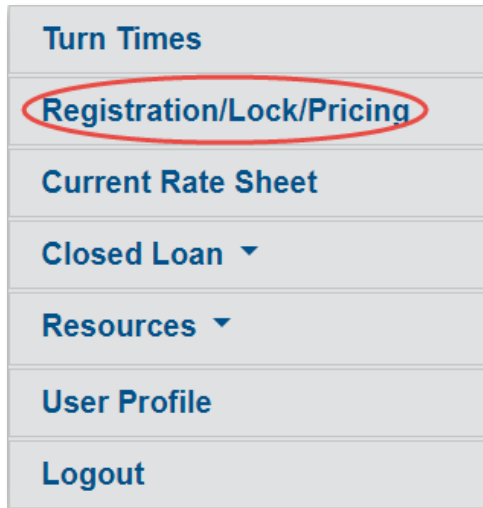 Turn Times
Registration/Lock/Pricing
Current Rate Sheet
Closed Loan
Resources
User Profile
Logout